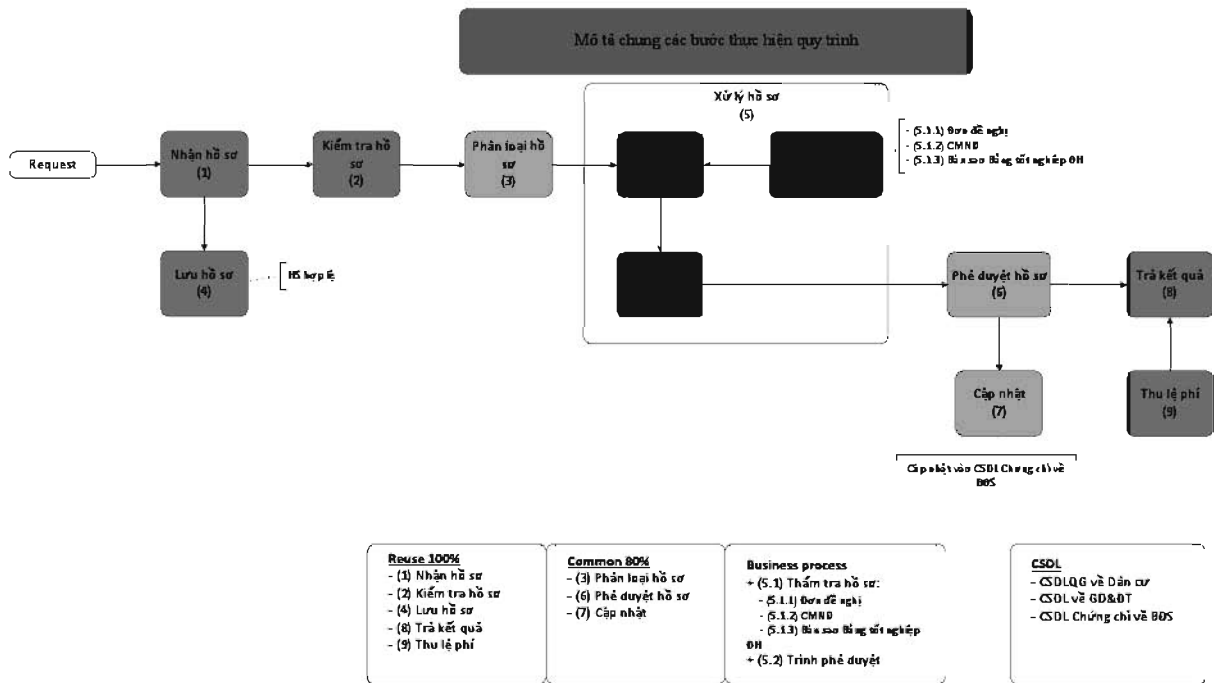 Mô tả chung các bước thực hiện quy trình
Xử lý hồ sơ
(5)
- (5.1.1) Đơn đề nghị
- (5.1.2) CMND
- (5.1.3) Bản sao Bằng tốt nghiệp ĐH
Request
Nhận hồ sơ
(1)
Kiểm tra hồ
sơ
(2)
Phân loại hồ
sơ
(3)
Lưu hồ sơ
(4)
HS hợp lệ
Phê duyệt hồ sơ
(6)
Trả kết quả
(8)
Cập nhật
(7)
Thu lệ phí
(9)
Cập nhật vào CSDL Chứng chỉ về
BĐS
Reuse 100%
- (1) Nhận hồ sơ
- (2) Kiểm tra hồ sơ
- (4) Lưu hồ sơ
- (8) Trả kết quả
- (9) Thu lệ phí
Common 80%
- (3) Phân loại hồ sơ
- (6) Phê duyệt hồ sơ
- (7) Cập nhật
Business process
+ (5.1) Thẩm tra hồ sơ:
- (5.1.1) Đơn đề nghị
- (5.1.2) CMND
- (5.1.3) Bản sao Bằng tốt nghiệp
ĐH
+ (5.2) Trình phê duyệt
CSDL
- CSDLQG về Dân cư
- CSDL về GD&ĐT
- CSDL Chứng chỉ về BĐS